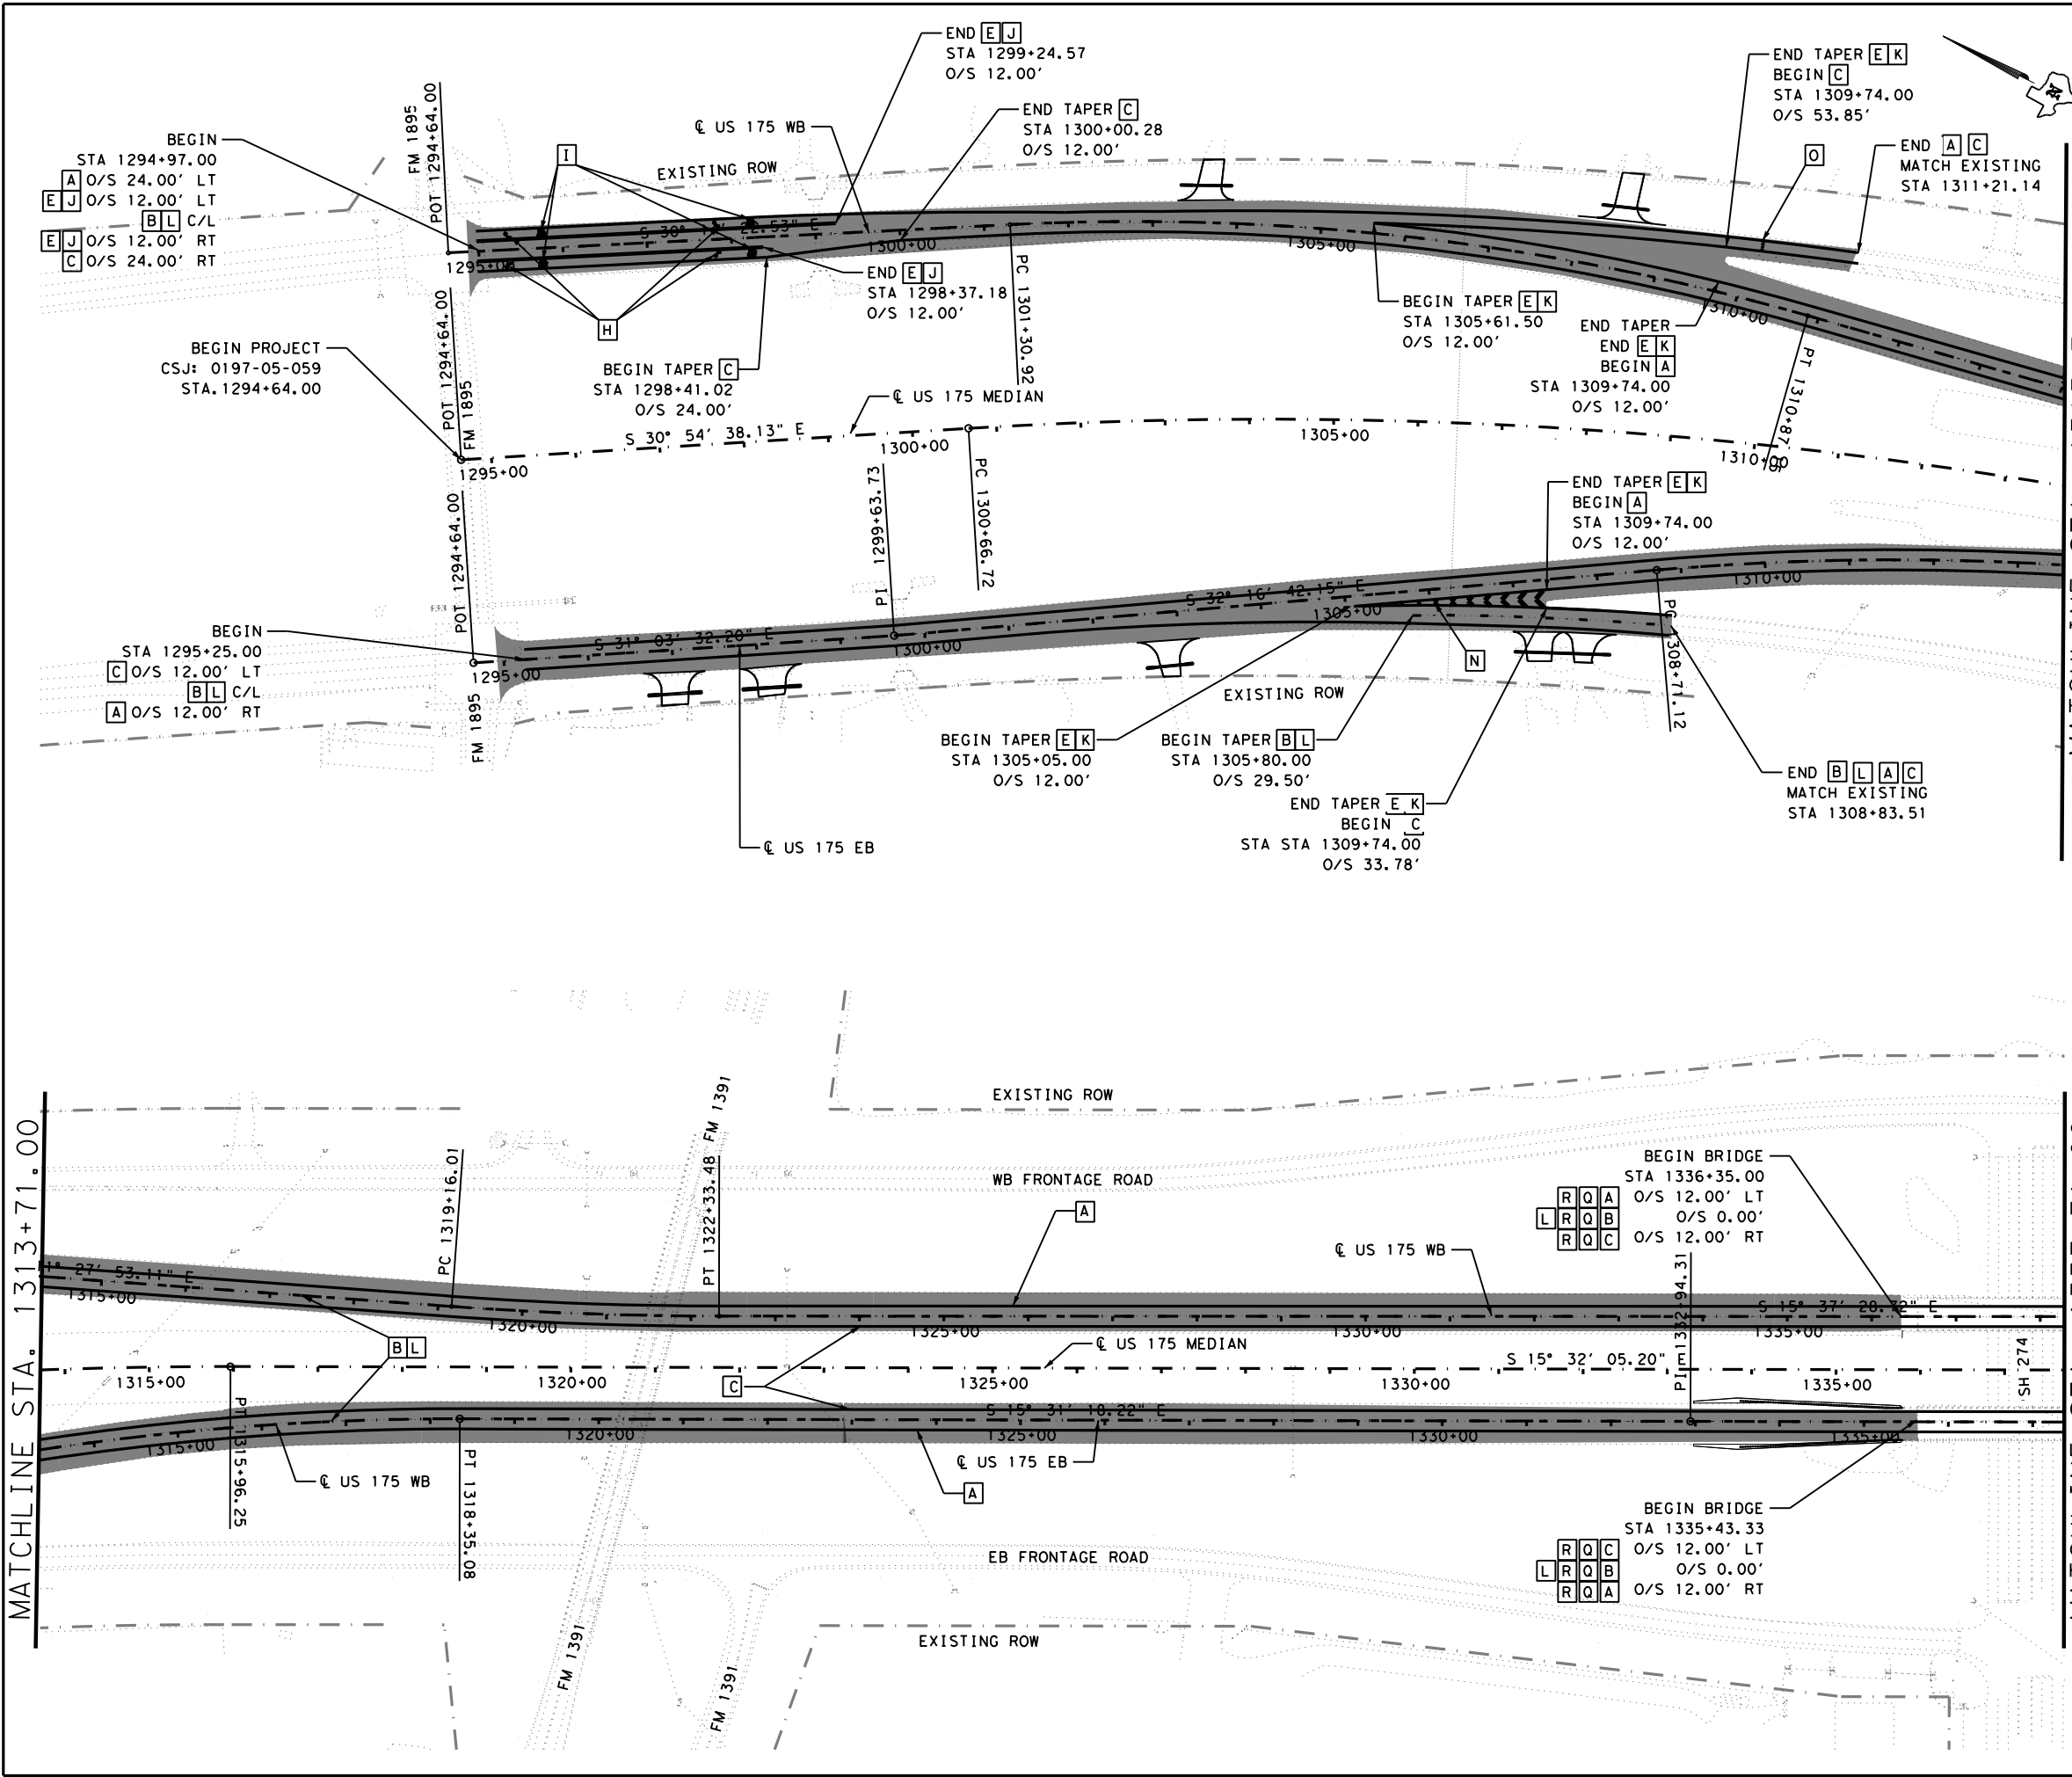 END E J
STA 1299+24.57
O/S 12.00'
END TAPER C
STA 1300+00.28
O/S 12.00'
END TAPER E K
BEGIN C
STA 1309+74.00
O/S 53.85'
END A C
MATCH EXISTING
STA 1311+21.14
O
BEGIN
STA 1294+97.00
A O/S 24.00' LT
E J O/S 12.00' LT
B L C/L
E J O/S 12.00' RT
C O/S 24.00' RT
FM 1895
POT 1294+64.00
I
℄ US 175 WB
EXISTING ROW
1300+00
1305+00
1310+00
H
END E J
STA 1298+37.18
O/S 12.00'
PC 1301+30.92
BEGIN TAPER E K
STA 1305+61.50
O/S 12.00'
END TAPER
END E K
BEGIN A
STA 1309+74.00
O/S 12.00'
BEGIN PROJECT
CSJ: 0197-05-059
STA.1294+64.00
POT 1294+64.00
FM 1895
BEGIN TAPER C
STA 1298+41.02
O/S 24.00'
℄ US 175 MEDIAN
S 30° 54' 38.13" E
1295+00
1300+00
1305+00
1310+00
PI 1299+63.73
PC 1300+66.72
END TAPER E K
BEGIN A
STA 1309+74.00
O/S 12.00'
POT 1294+64.00
BEGIN
STA 1295+25.00
C O/S 12.00' LT
B L C/L
A O/S 12.00' RT
S 31° 03' 32.20" E
S 32° 16' 42.15" E
1295+00
1300+00
1305+00
1310+00
FM 1895
N
PC 1308+71.12
EXISTING ROW
BEGIN TAPER E K
STA 1305+05.00
O/S 12.00'
BEGIN TAPER B L
STA 1305+80.00
O/S 29.50'
END TAPER E K
BEGIN C
STA STA 1309+74.00
O/S 33.78'
END B L A C
MATCH EXISTING
STA 1308+83.51
℄ US 175 EB
MATCHLINE STA. 1313+71.00
EXISTING ROW
FM 1391
PC 1319+16.01
PT 1322+33.48
WB FRONTAGE ROAD
A
BEGIN BRIDGE
STA 1336+35.00
R Q A O/S 12.00' LT
L R Q B O/S 0.00'
R Q C O/S 12.00' RT
℄ US 175 WB
PI 1332+94.31
1315+00
1320+00
1325+00
1330+00
1335+00
B L
℄ US 175 MEDIAN
S 15° 32' 05.20" E
SH 274
1315+00
1320+00
1325+00
1330+00
1335+00
C
S 15° 31' 18.22" E
PT 1315+96.25
1315+00
1320+00
1325+00
1330+00
1335+00
℄ US 175 WB
PT 1318+35.08
℄ US 175 EB
A
BEGIN BRIDGE
STA 1335+43.33
R Q C O/S 12.00' LT
L R Q B O/S 0.00'
R Q A O/S 12.00' RT
EB FRONTAGE ROAD
FM 1391
FM 1391
EXISTING ROW